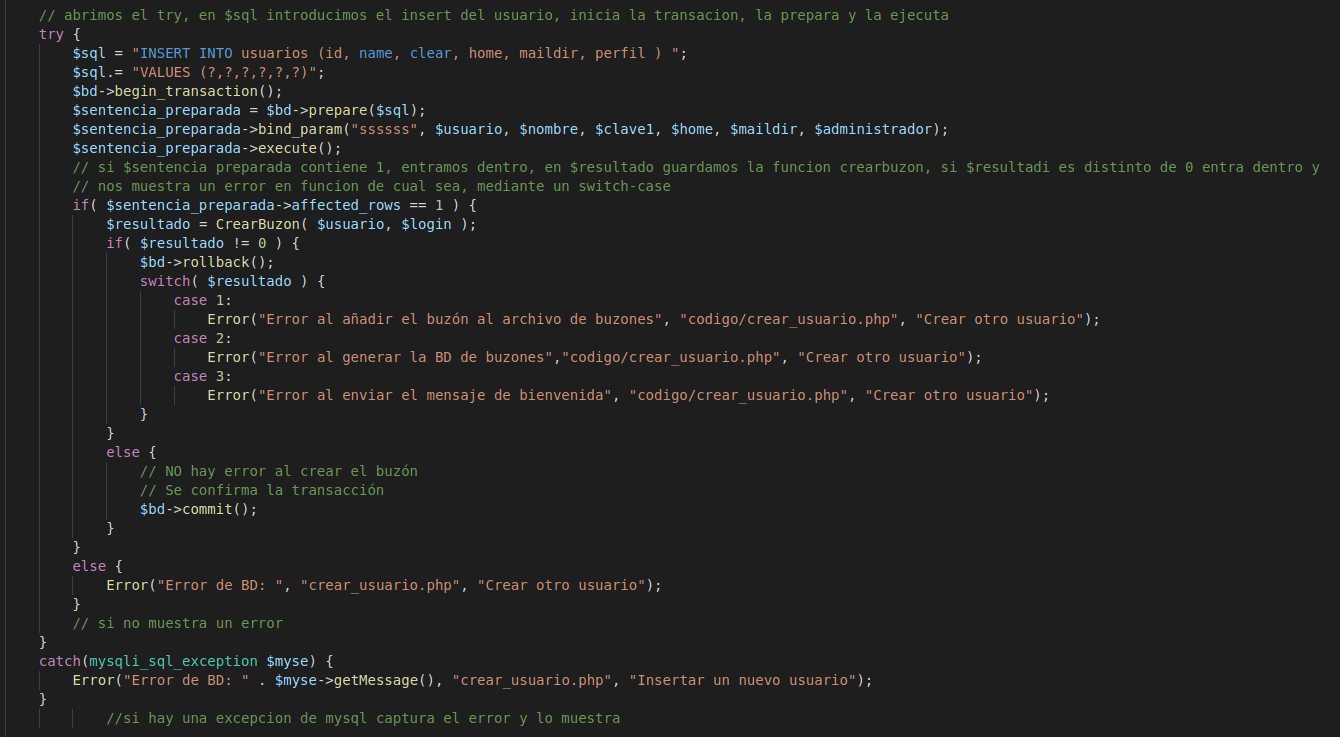 // abrimos el try, en $sql introducimos el insert del usuario, inicia la transacion, la prepara y la ejecuta
try {
$sql = "INSERT INTO usuarios (id, name, clear, home, maildir, perfil ) ";
$sql.= "VALUES (?,?,?,?,?,?)";
$bd->begin_transaction();
$sentencia_preparada = $bd->prepare($sql);
$sentencia_preparada->bind_param("ssssss", $usuario, $nombre, $clave1, $home, $maildir, $administrador);
$sentencia_preparada->execute();
// si $sentencia preparada contiene 1, entramos dentro, en $resultado guardamos la funcion crearbuzon, si $resultadi es distinto de 0 entra dentro y
// nos muestra un error en funcion de cual sea, mediante un switch-case
if( $sentencia_preparada->affected_rows == 1 ) {
$resultado = CrearBuzon( $usuario, $login );
if( $resultado != 0 ) {
$bd->rollback();
switch( $resultado ) {
case 1:
Error("Error al añadir el buzón al archivo de buzones", "codigo/crear_usuario.php", "Crear otro usuario");
case 2:
Error("Error al generar la BD de buzones","codigo/crear_usuario.php", "Crear otro usuario");
case 3:
Error("Error al enviar el mensaje de bienvenida", "codigo/crear_usuario.php", "Crear otro usuario");
}
}
else {
// NO hay error al crear el buzón
// Se confirma la transacción
$bd->commit();
}
}
else {
Error("Error de BD: ", "crear_usuario.php", "Crear otro usuario");
}
// si no muestra un error
}
catch(mysqli_sql_exception $myse) {
Error("Error de BD: " . $myse->getMessage(), "crear_usuario.php", "Insertar un nuevo usuario");
}
//si hay una excepcion de mysql captura el error y lo muestra